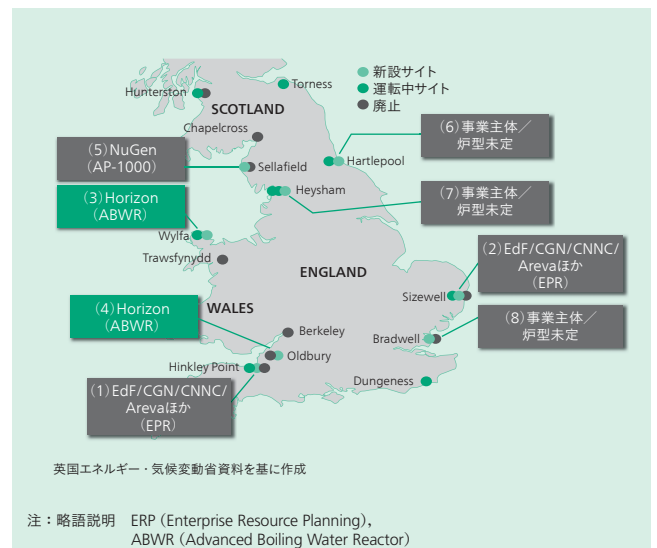 新設サイト
運転中サイト
廃止
Torness
Hunterston
SCOTLAND
Chapelcross
(5)NuGen
(AP-1000)
Sellafield
(6)事業主体／
炉型未定
Hartlepool
Heysham
(7)事業主体／
炉型未定
(3)Horizon
(ABWR)
Wylfa
Trawsfynydd
ENGLAND
(2)EdF/CGN/CNNC/
Arevaほか
(EPR)
Sizewell
WALES
(4)Horizon
(ABWR)
Berkeley
Oldbury
Bradwell
(8)事業主体／
炉型未定
Hinkley Point
Dungeness
(1)EdF/CGN/CNNC/
Arevaほか
(EPR)
英国エネルギー・気候変動省資料を基に作成
注：略語説明　ERP（Enterprise Resource Planning），
ABWR（Advanced Boiling Water Reactor）